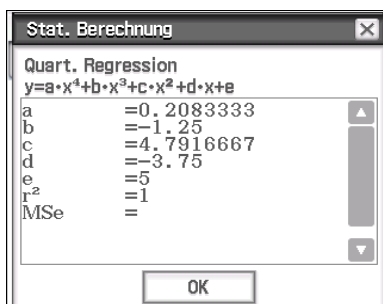 Stat. Berechnung
Quart. Regression
y=a·x⁴+b·x³+c·x²+d·x+e
a =0.2083333
b =-1.25
c =4.7916667
d =-3.75
e =5
r² =1
MSe =
OK